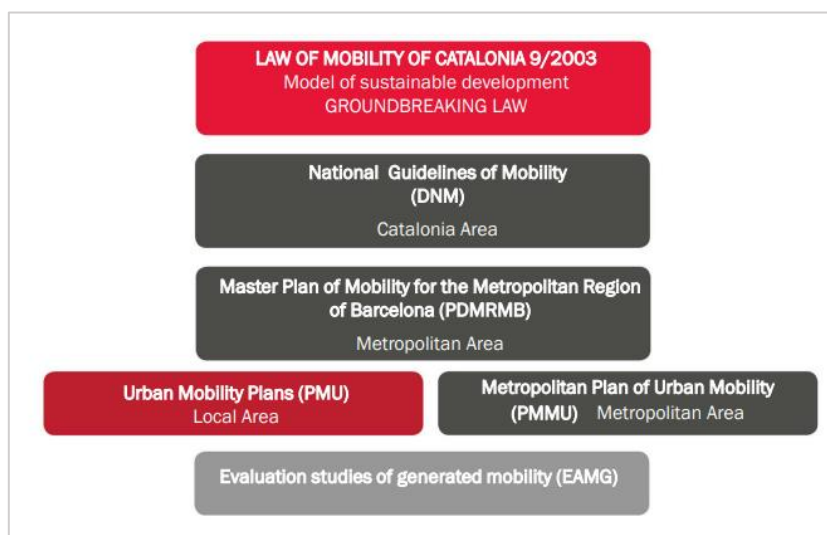 LAW OF MOBILITY OF CATALONIA 9/2003
Model of sustainable development
GROUNDBREAKING LAW
National Guidelines of Mobility
(DNM)
Catalonia Area
Master Plan of Mobility for the Metropolitan Region
of Barcelona (PDMRMB)
Metropolitan Area
Urban Mobility Plans (PMU)
Local Area
Metropolitan Plan of Urban Mobility
(PMMU) Metropolitan Area
Evaluation studies of generated mobility (EAMG)